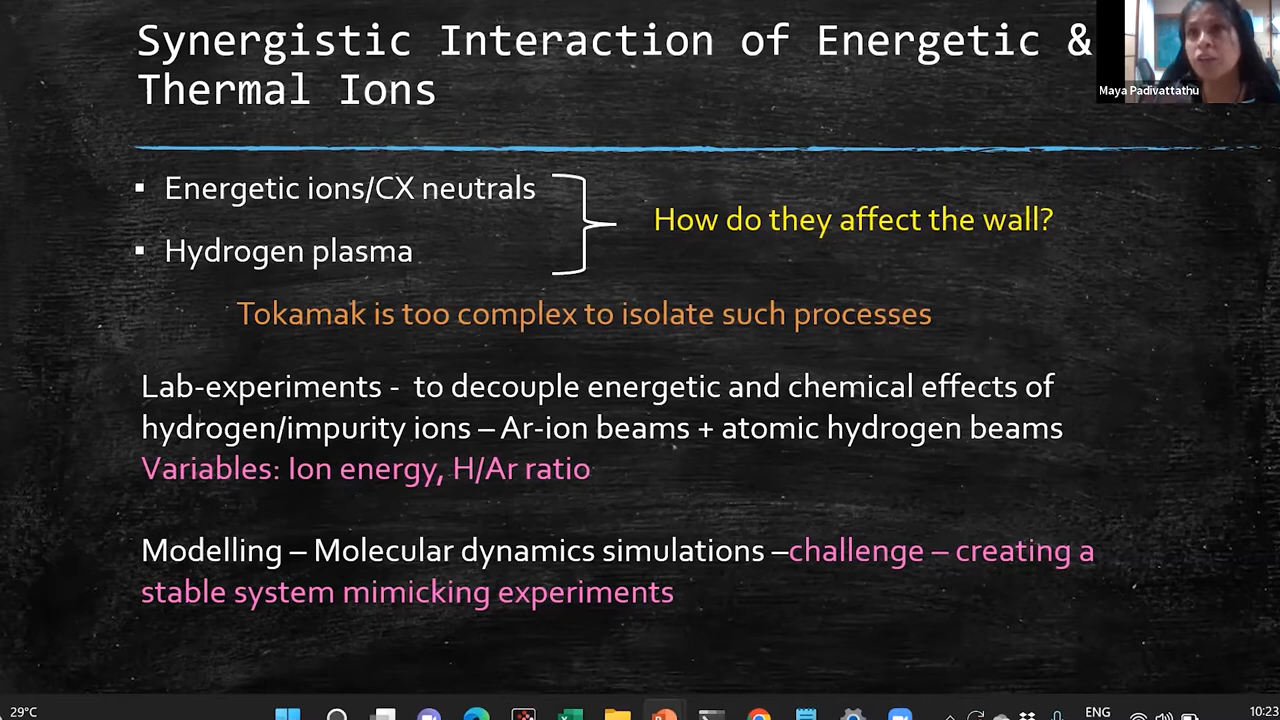 Synergistic Interaction of Energetic &
Thermal Ions
Maya Padivattathu
▪ Energetic ions/CX neutrals
How do they affect the wall?
▪ Hydrogen plasma
Tokamak is too complex to isolate such processes
Lab-experiments - to decouple energetic and chemical effects of
hydrogen/impurity ions – Ar-ion beams + atomic hydrogen beams
Variables: Ion energy, H/Ar ratio
Modelling – Molecular dynamics simulations –challenge – creating a
stable system mimicking experiments
29°C
ENG
10:23